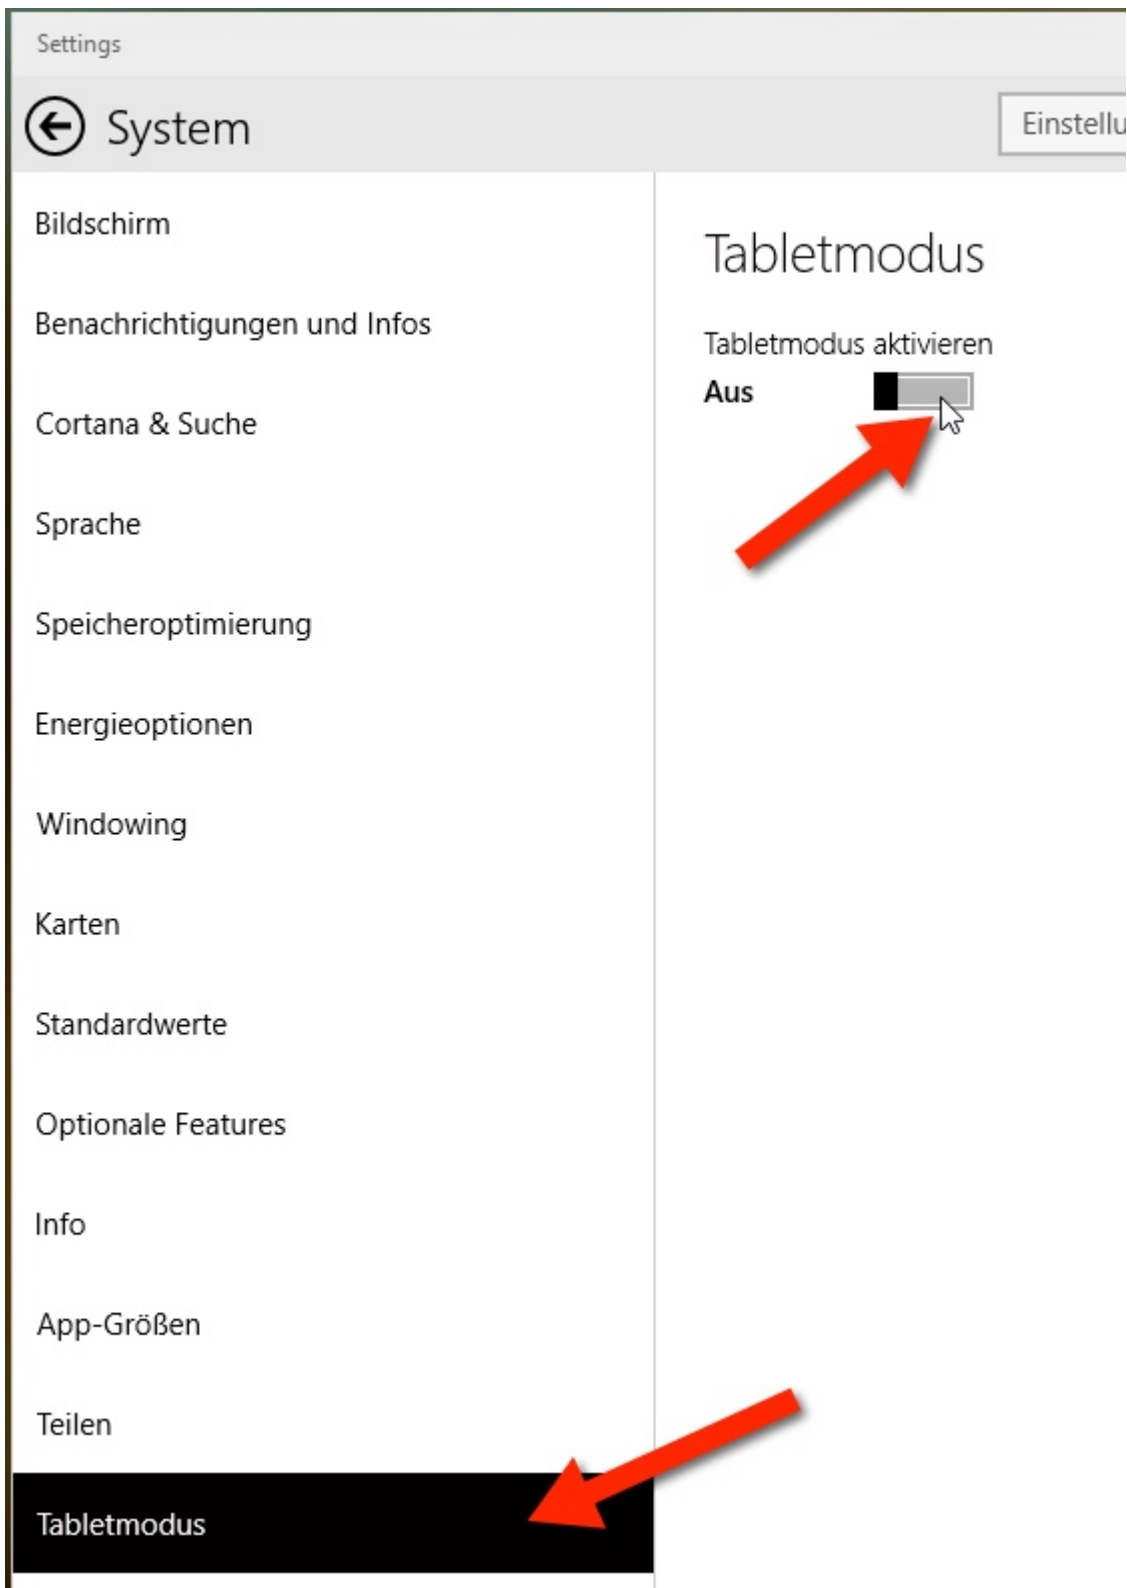 Settings
System
Einstellu
Bildschirm
Benachrichtigungen und Infos
Cortana & Suche
Sprache
Speicheroptimierung
Energieoptionen
Windowing
Karten
Standardwerte
Optionale Features
Info
App-Größen
Teilen
Tabletmodus
Tabletmodus
Tabletmodus aktivieren
Aus